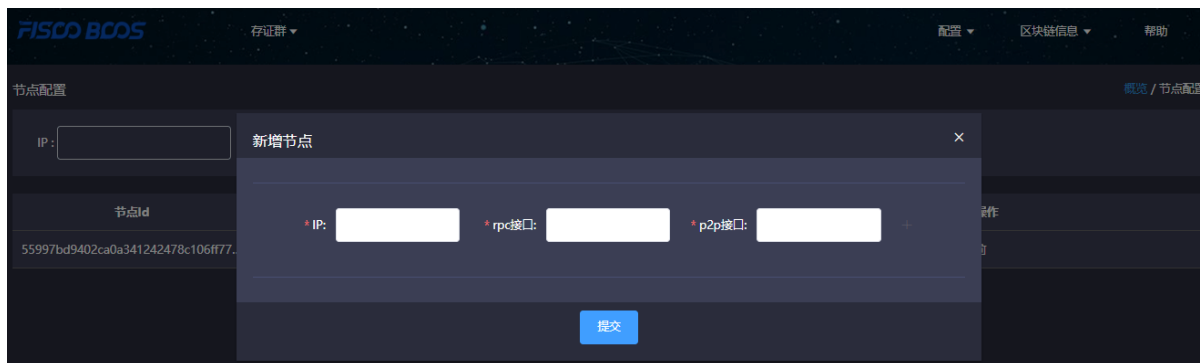 FISCO BCOS 存证群 配置 区块链信息 帮助
节点配置 概览 / 节点配置
IP :
新增节点 ×
节点Id
* IP: * rpc接口: * p2p接口: +
55997bd9402ca0a341242478c106ff77...
提交